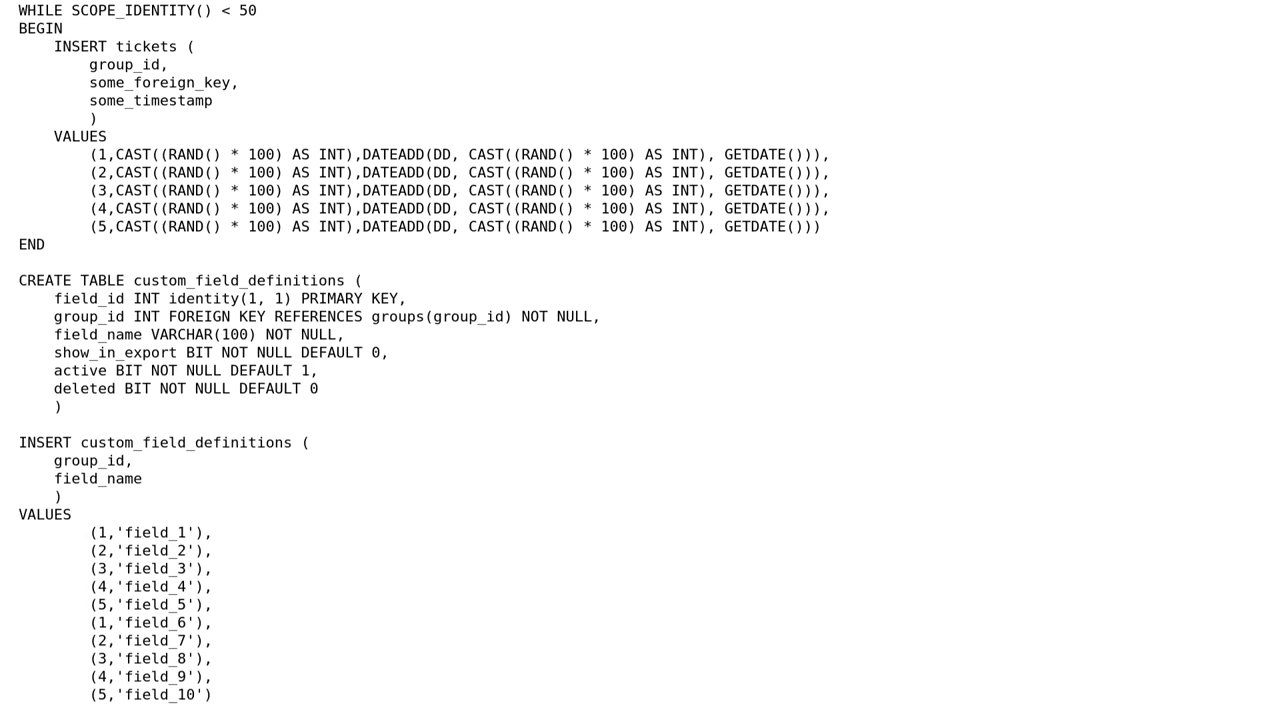 WHILE SCOPE_IDENTITY() < 50
BEGIN
    INSERT tickets (
        group_id,
        some_foreign_key,
        some_timestamp
        )
    VALUES
        (1,CAST((RAND() * 100) AS INT),DATEADD(DD, CAST((RAND() * 100) AS INT), GETDATE())),
        (2,CAST((RAND() * 100) AS INT),DATEADD(DD, CAST((RAND() * 100) AS INT), GETDATE())),
        (3,CAST((RAND() * 100) AS INT),DATEADD(DD, CAST((RAND() * 100) AS INT), GETDATE())),
        (4,CAST((RAND() * 100) AS INT),DATEADD(DD, CAST((RAND() * 100) AS INT), GETDATE())),
        (5,CAST((RAND() * 100) AS INT),DATEADD(DD, CAST((RAND() * 100) AS INT), GETDATE()))
END

CREATE TABLE custom_field_definitions (
    field_id INT identity(1, 1) PRIMARY KEY,
    group_id INT FOREIGN KEY REFERENCES groups(group_id) NOT NULL,
    field_name VARCHAR(100) NOT NULL,
    show_in_export BIT NOT NULL DEFAULT 0,
    active BIT NOT NULL DEFAULT 1,
    deleted BIT NOT NULL DEFAULT 0
    )

INSERT custom_field_definitions (
    group_id,
    field_name
    )
VALUES
        (1,'field_1'),
        (2,'field_2'),
        (3,'field_3'),
        (4,'field_4'),
        (5,'field_5'),
        (1,'field_6'),
        (2,'field_7'),
        (3,'field_8'),
        (4,'field_9'),
        (5,'field_10')